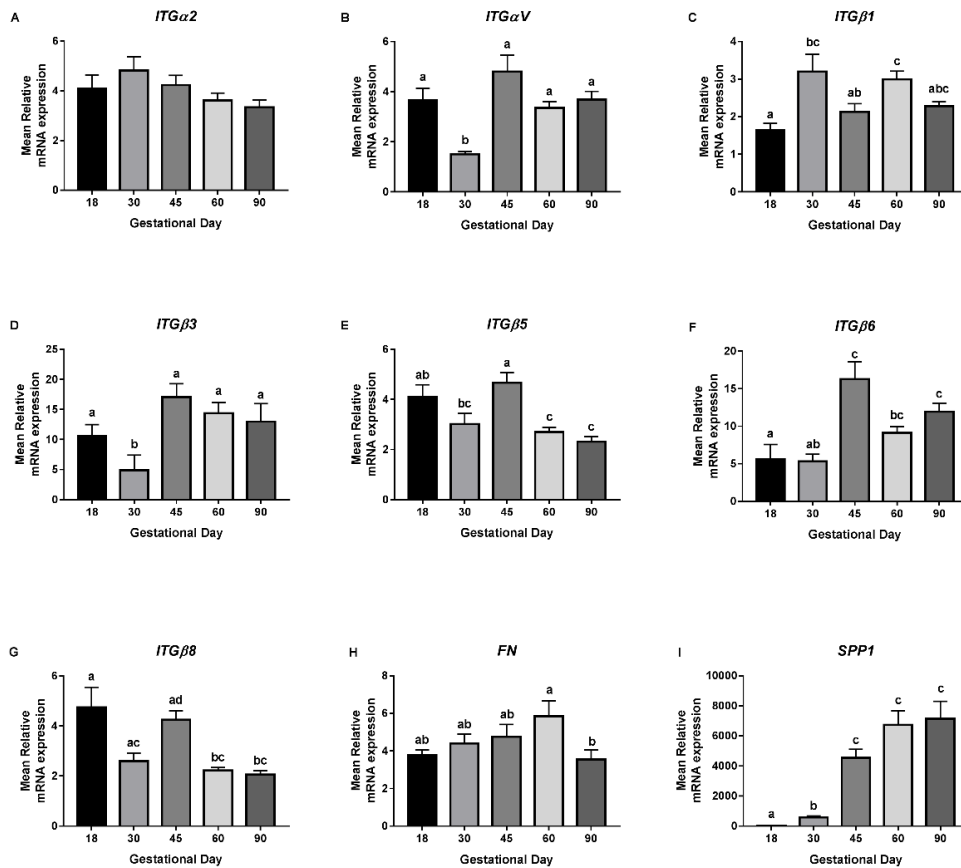 A
ITGα2
Mean Relative
mRNA expression
6
4
2
0
18 30 45 60 90
Gestational Day
B
ITGαV
Mean Relative
mRNA expression
6
4
2
0
a b a a a
18 30 45 60 90
Gestational Day
C
ITGβ1
Mean Relative
mRNA expression
4
3
2
1
0
a bc ab c abc
18 30 45 60 90
Gestational Day
D
ITGβ3
Mean Relative
mRNA expression
25
20
15
10
5
0
a b a a a
18 30 45 60 90
Gestational Day
E
ITGβ5
Mean Relative
mRNA expression
6
4
2
0
ab bc a c c
18 30 45 60 90
Gestational Day
F
ITGβ6
Mean Relative
mRNA expression
20
15
10
5
0
a ab c bc c
18 30 45 60 90
Gestational Day
G
ITGβ8
Mean Relative
mRNA expression
6
4
2
0
a ac ad bc bc
18 30 45 60 90
Gestational Day
H
FN
Mean Relative
mRNA expression
8
6
4
2
0
ab ab ab a b
18 30 45 60 90
Gestational Day
I
SPP1
Mean Relative
mRNA expression
10000
8000
6000
4000
2000
0
a b c c c
18 30 45 60 90
Gestational Day